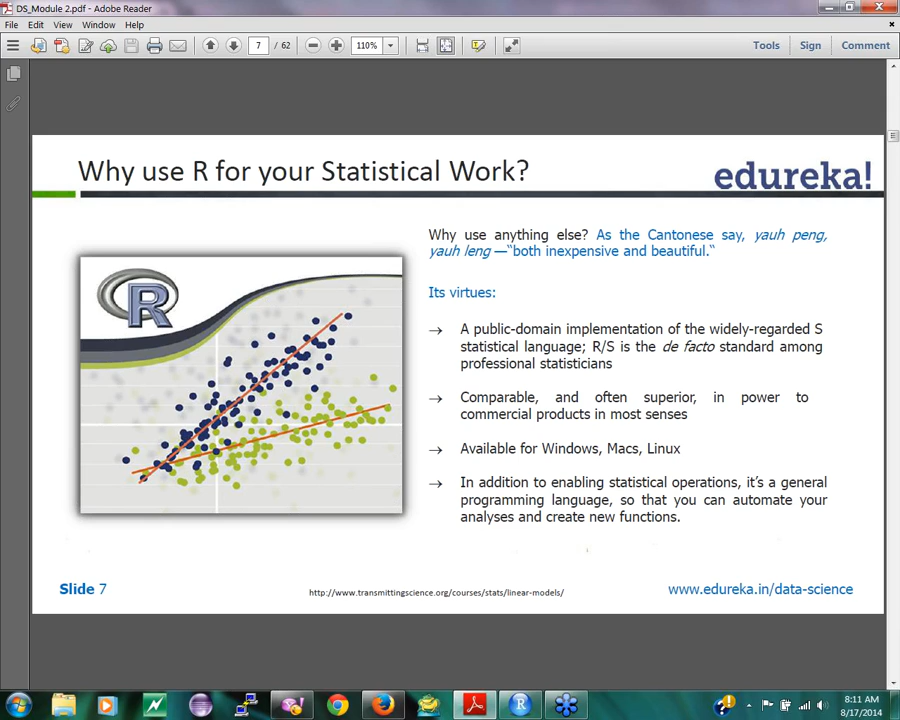 DS_Module 2.pdf - Adobe Reader
File Edit View Window Help
7 / 62 110% Tools Sign Comment
Why use R for your Statistical Work?
edureka!
R
Why use anything else? As the Cantonese say, yauh peng,
yauh leng —“both inexpensive and beautiful.“
Its virtues:
→ A public-domain implementation of the widely-regarded S
statistical language; R/S is the de facto standard among
professional statisticians
→ Comparable, and often superior, in power to
commercial products in most senses
→ Available for Windows, Macs, Linux
→ In addition to enabling statistical operations, it’s a general
programming language, so that you can automate your
analyses and create new functions.
Slide 7
http://www.transmittingscience.org/courses/stats/linear-models/
www.edureka.in/data-science
R
8:11 AM
8/17/2014